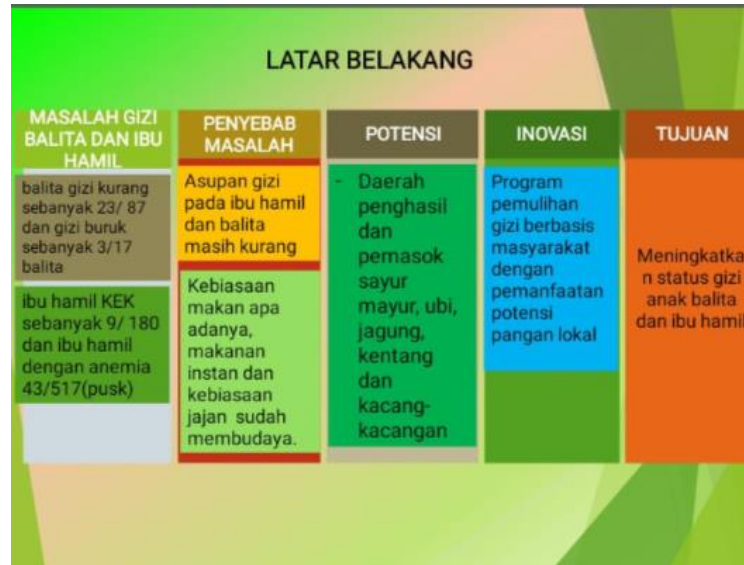 LATAR BELAKANG
MASALAH GIZI
BALITA DAN IBU
HAMIL
balita gizi kurang
sebanyak 23/ 87
dan gizi buruk
sebanyak 3/17
balita
ibu hamil KEK
sebanyak 9/ 180
dan ibu hamil
dengan anemia
43/517(pusk)
PENYEBAB
MASALAH
Asupan gizi
pada ibu hamil
dan balita
masih kurang
Kebiasaan
makan apa
adanya,
makanan
instan dan
kebiasaan
jajan sudah
membudaya.
POTENSI
- Daerah
penghasil
dan
pemasok
sayur
mayur, ubi,
jagung,
kentang
dan
kacang-
kacangan
INOVASI
Program
pemulihan
gizi berbasis
masyarakat
dengan
pemanfaatan
potensi
pangan lokal
TUJUAN
Meningkatka
n status gizi
anak balita
dan ibu hamil